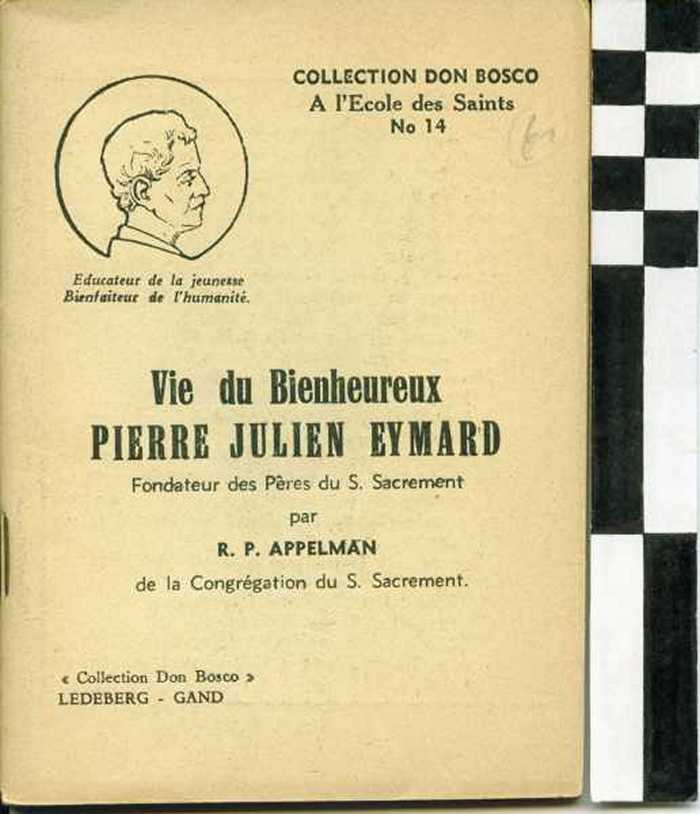 COLLECTION DON BOSCO
A l'Ecole des Saints
No 14
Educateur de la jeunesse
Bienfaiteur de l'humanité.
Vie du Bienheureux
PIERRE JULIEN EYMARD
Fondateur des Pères du S. Sacrement
par
R. P. APPELMAN
de la Congrégation du S. Sacrement.
« Collection Don Bosco »
LEDEBERG - GAND